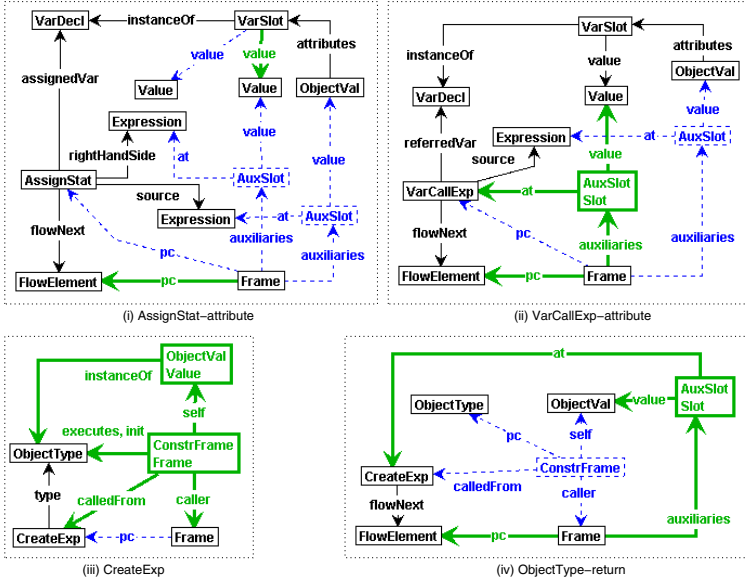 VarDecl
instanceOf
VarSlot
value
value
attributes
assignedVar
Value
Value
ObjectVal
Expression
rightHandSide
at
value
value
AssignStat
AuxSlot
source
Expression
at
AuxSlot
flowNext
auxiliaries
pc
FlowElement
pc
Frame
(i) AssignStat-attribute
VarSlot
instanceOf
value
attributes
ObjectVal
VarDecl
Value
value
referredVar
Expression
at
AuxSlot
source
value
VarCallExp
at
AuxSlot
Slot
flowNext
pc
auxiliaries
auxiliaries
FlowElement
pc
Frame
(ii) VarCallExp-attribute
ObjectVal
Value
instanceOf
self
executes, init
ObjectType
ConstrFrame
Frame
type
calledFrom
caller
CreateExp
pc
Frame
(iii) CreateExp
at
AuxSlot
Slot
ObjectType
ObjectVal
value
pc
self
CreateExp
ConstrFrame
calledFrom
flowNext
caller
auxiliaries
FlowElement
pc
Frame
(iv) ObjectType-return